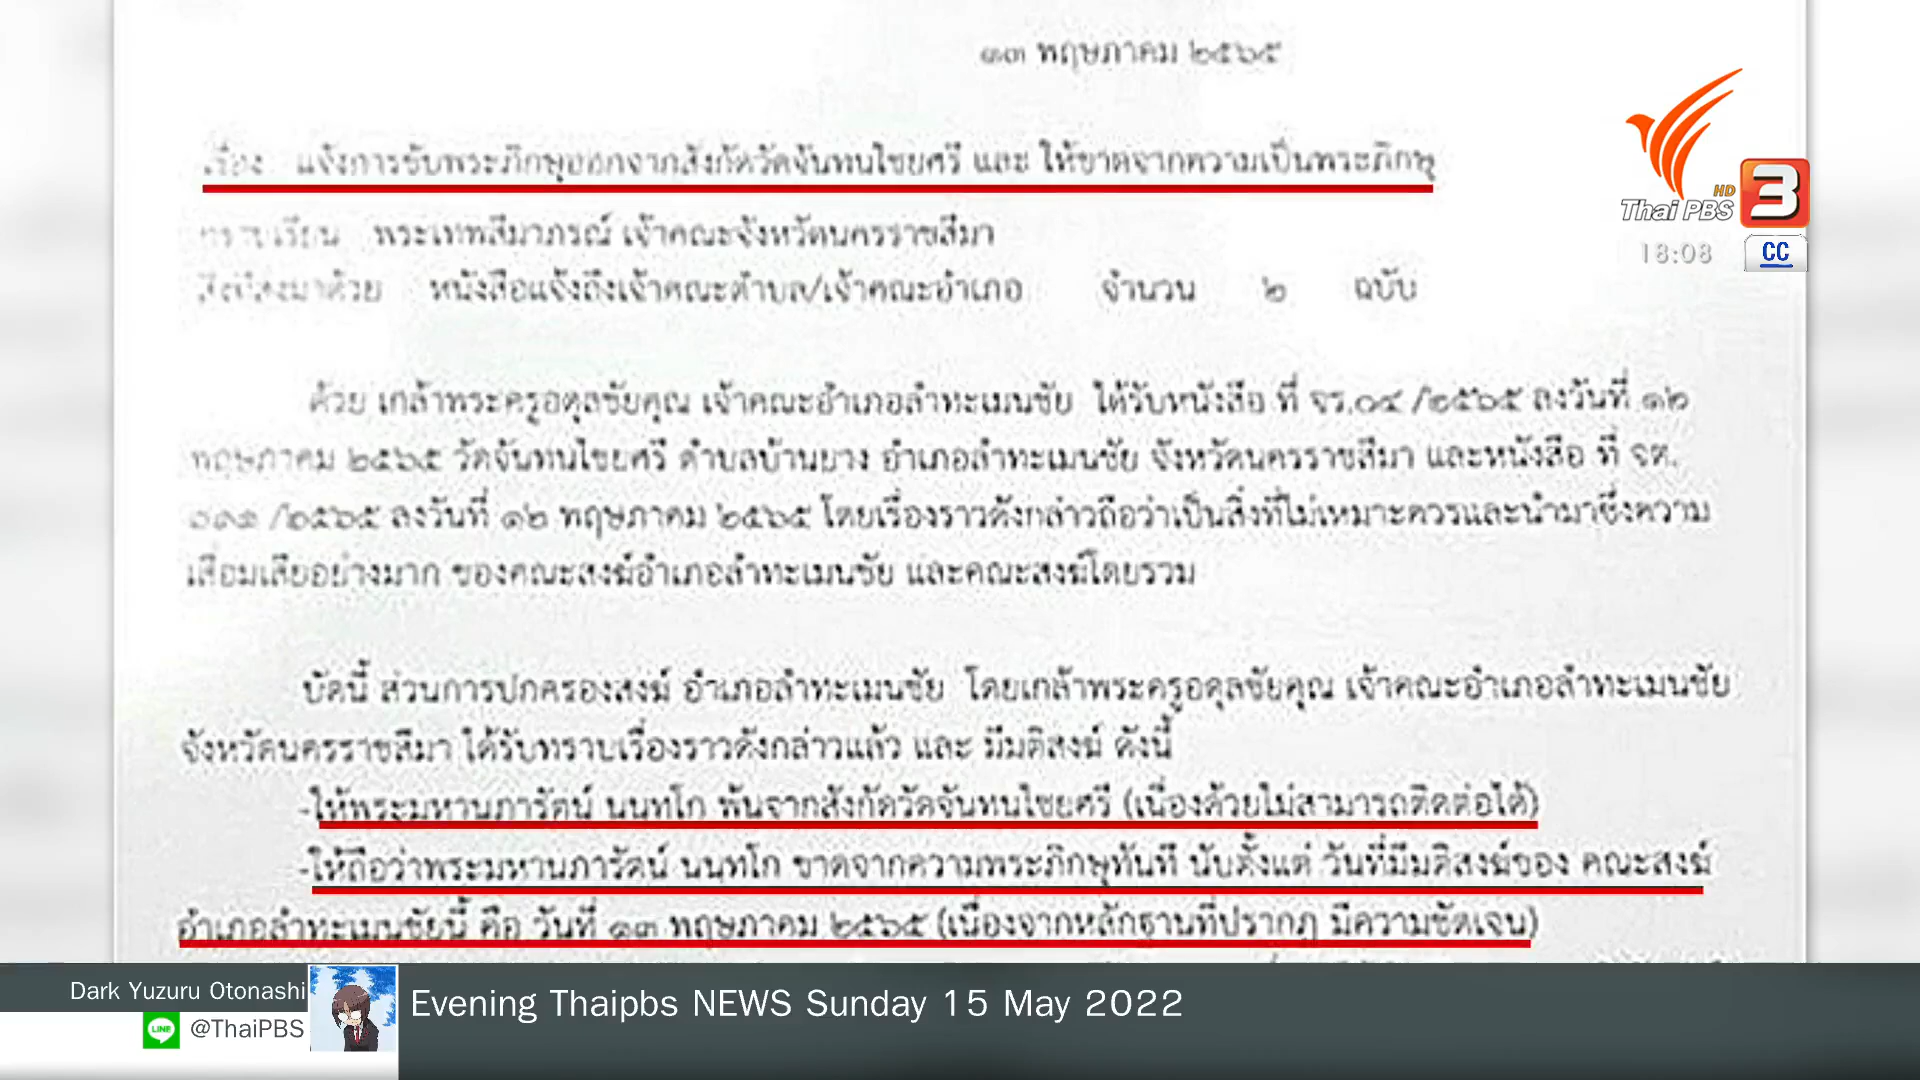 ๑๓ พฤษภาคม ๒๕๖๕
เรื่อง แจ้งการขับพระภิกษุออกจากสังกัดวัดจันทนไชยศรี และ ให้ขาดจากความเป็นพระภิกษุ
กราบเรียน พระเทพสีมาภรณ์ เจ้าคณะจังหวัดนครราชสีมา
สิ่งที่ส่งมาด้วย หนังสือแจ้งถึงเจ้าคณะตำบล/เจ้าคณะอำเภอ จำนวน ๒ ฉบับ
ด้วย เกล้าพระครูอดุลชัยคุณ เจ้าคณะอำเภอลำทะเมนชัย ได้รับหนังสือ ที่ จร.๐๔ /๒๕๖๕ ลงวันที่ ๑๒
พฤษภาคม ๒๕๖๕ วัดจันทนไชยศรี ตำบลบ้านยาง อำเภอลำทะเมนชัย จังหวัดนครราชสีมา และหนังสือ ที่ จต.
/๒๕๖๕ ลงวันที่ ๑๒ พฤษภาคม ๒๕๖๕ โดยเรื่องราวดังกล่าวถือว่าเป็นสิ่งที่ไม่เหมาะควรและนำมาซึ่งความ
เสื่อมเสียอย่างมาก ของคณะสงฆ์อำเภอลำทะเมนชัย และคณะสงฆ์โดยรวม
บัดนี้ ส่วนการปกครองสงฆ์ อำเภอลำทะเมนชัย โดยเกล้าพระครูอดุลชัยคุณ เจ้าคณะอำเภอลำทะเมนชัย
จังหวัดนครราชสีมา ได้รับทราบเรื่องราวดังกล่าวแล้ว และ มีมติสงฆ์ ดังนี้
-ให้พระมหานภารัตน์ นนฺทโก พ้นจากสังกัดวัดจันทนไชยศรี (เนื่องด้วยไม่สามารถติดต่อได้)
-ให้ถือว่าพระมหานภารัตน์ นนฺทโก ขาดจากความพระภิกษุทันที นับตั้งแต่ วันที่มีมติสงฆ์ของ คณะสงฆ์
อำเภอลำทะเมนชัยนี้ คือ วันที่ ๑๓ พฤษภาคม ๒๕๖๕ (เนื่องจากหลักฐานที่ปรากฏ มีความชัดเจน)
Thai PBS HD 3
18:08 CC
Dark Yuzuru Otonashi
LINE @ThaiPBS
Evening Thaipbs NEWS Sunday 15 May 2022